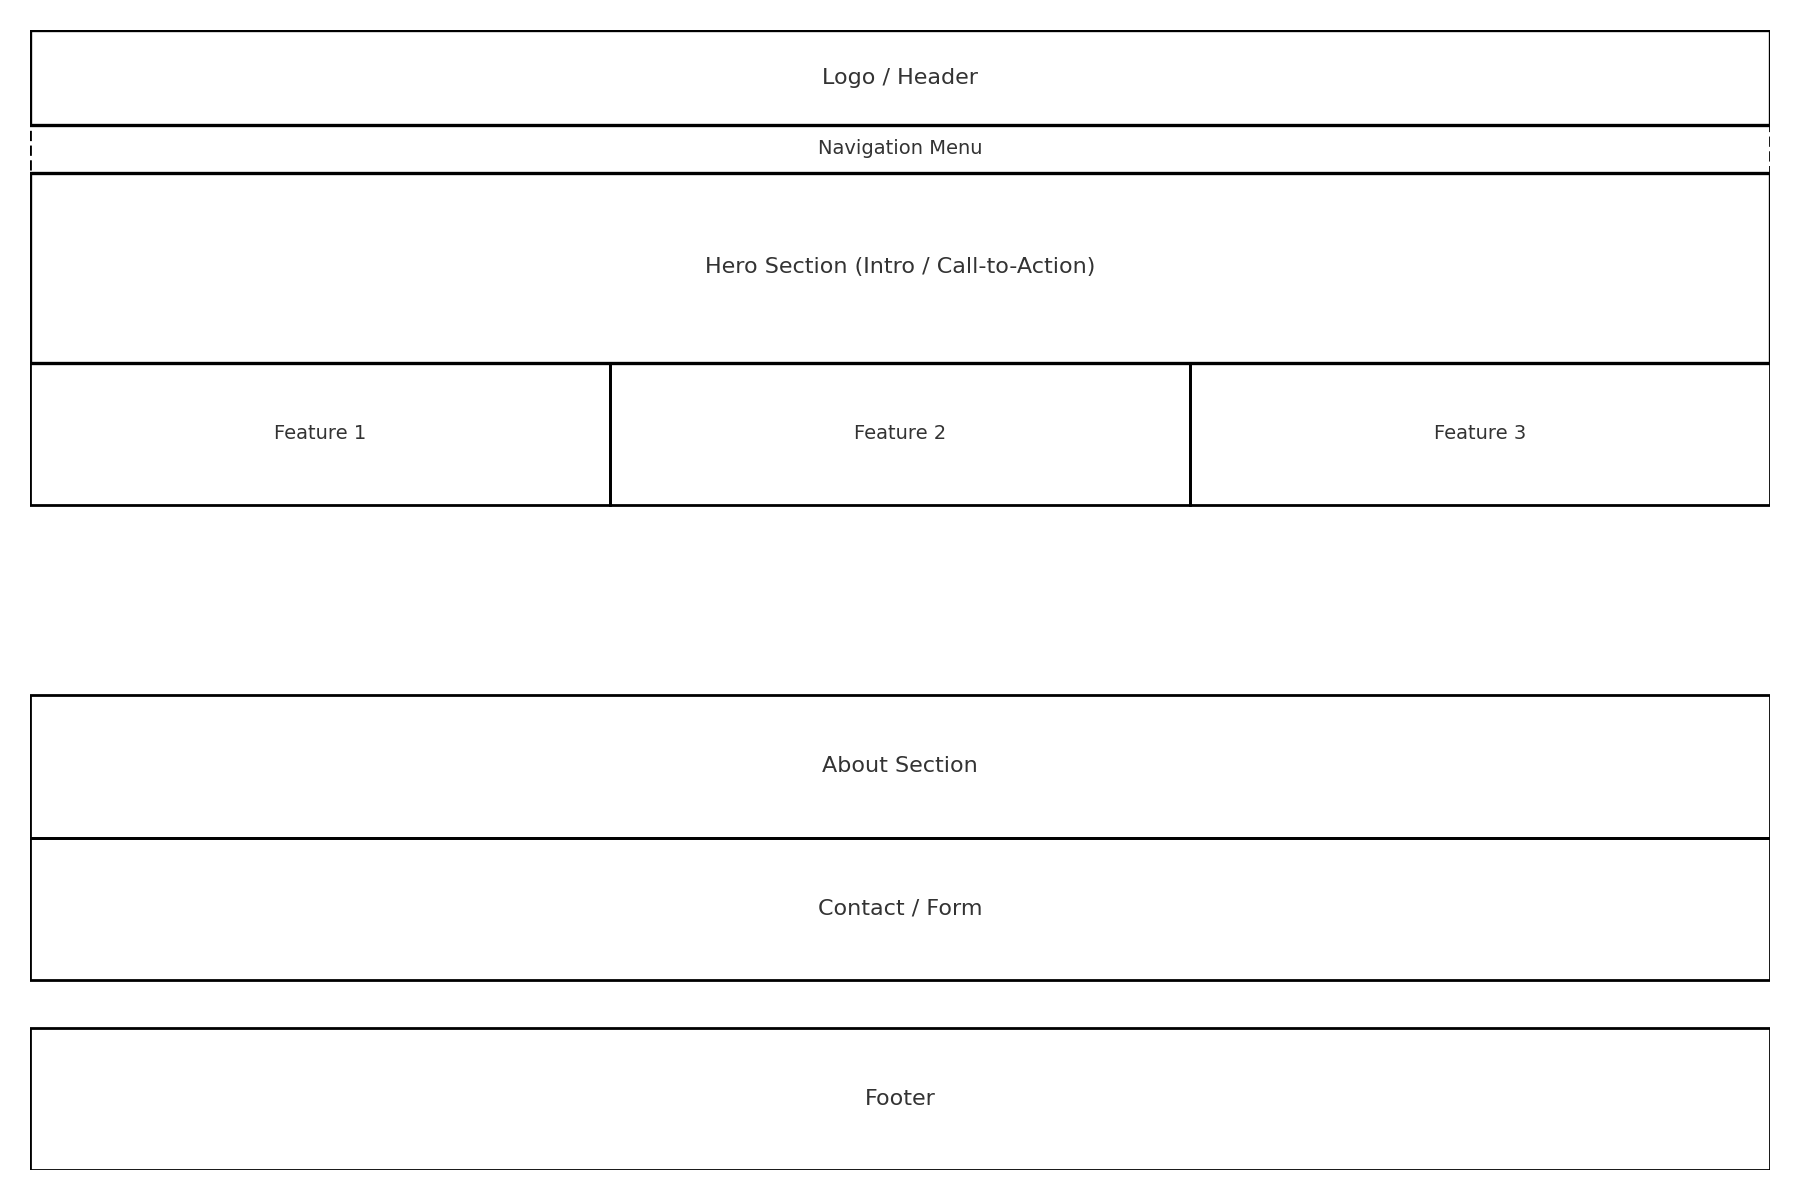 Logo / Header
Navigation Menu
Hero Section (Intro / Call-to-Action)
Feature 1
Feature 2
Feature 3
About Section
Contact / Form
Footer